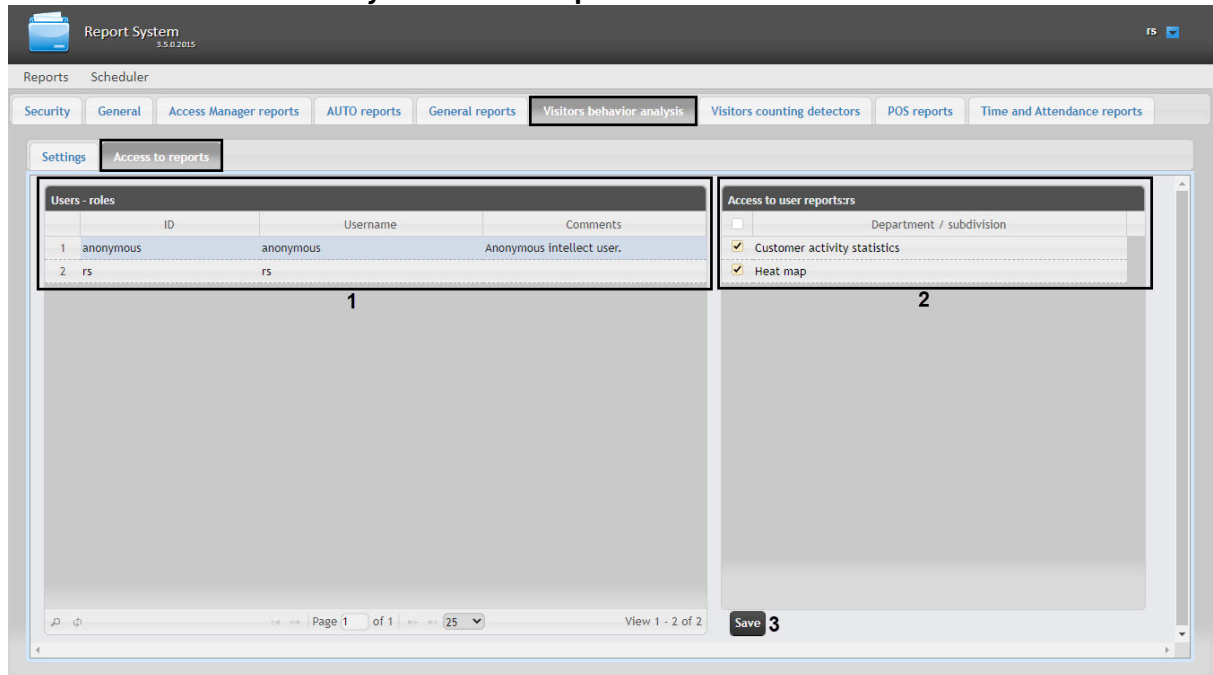 Report System
3.5.0.2015
rs
Reports Scheduler
Security General Access Manager reports AUTO reports General reports Visitors behavior analysis Visitors counting detectors POS reports Time and Attendance reports
Settings Access to reports
Users - roles
ID Username Comments
1 anonymous anonymous Anonymous intellect user.
2 rs rs
1
Access to user reports:rs
Department / subdivision
Customer activity statistics
Heat map
2
Page 1 of 1 25 View 1 - 2 of 2
Save 3